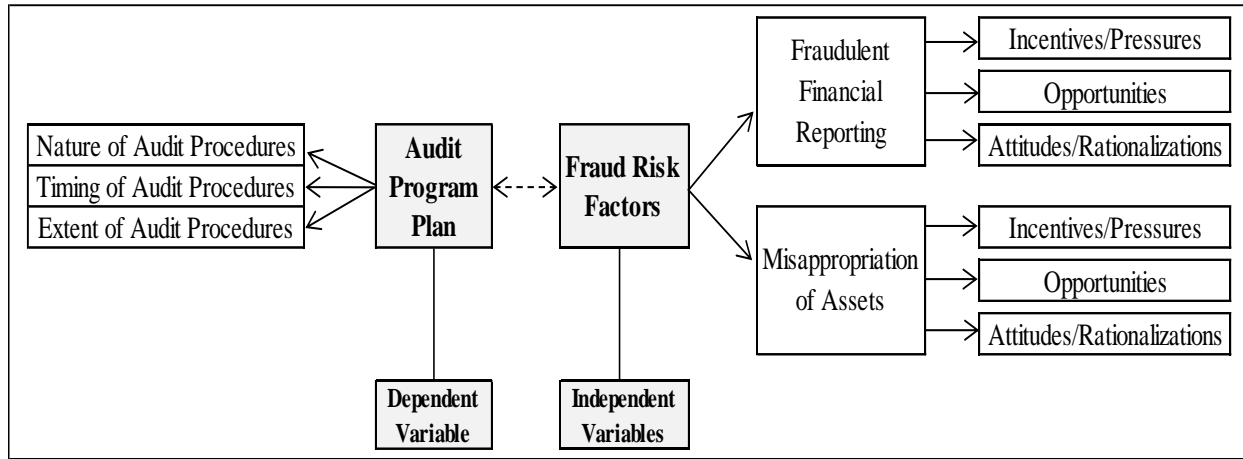 Nature of Audit Procedures
Timing of Audit Procedures
Extent of Audit Procedures
Audit
Program
Plan
Dependent
Variable
Fraud Risk
Factors
Independent
Variables
Fraudulent
Financial
Reporting
Incentives/Pressures
Opportunities
Attitudes/Rationalizations
Misappropriation
of Assets
Incentives/Pressures
Opportunities
Attitudes/Rationalizations